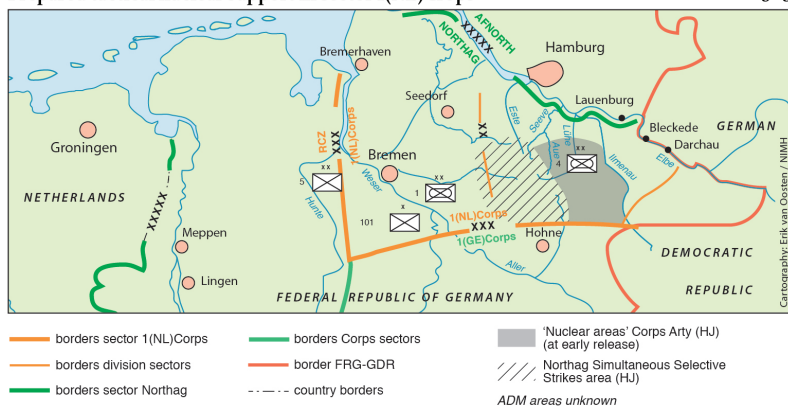 AFNORTH
XXXXX
NORTHAG
Hamburg
Bremerhaven
Seedorf
Este
Seeve
Lauenburg
Lühe
Aue
Bleckede
Darchau
GERMAN
Groningen
RCZ
XXX
1(NL)Corps
Bremen
XX
xx
4
Ilmenau
Elbe
xx
5
Weser
xx
1
Hunte
NETHERLANDS
XXXXX
x
101
1(NL)Corps
XXX
1(GE)Corps
Hohne
Meppen
Aller
DEMOCRATIC
Lingen
REPUBLIC
FEDERAL REPUBLIC OF GERMANY
Cartography: Erik van Oosten / NIMH
borders sector 1(NL)Corps
borders division sectors
borders sector Northag
borders Corps sectors
border FRG-GDR
country borders
‘Nuclear areas’ Corps Arty (HJ)
(at early release)
Northag Simultaneous Selective
Strikes area (HJ)
ADM areas unknown